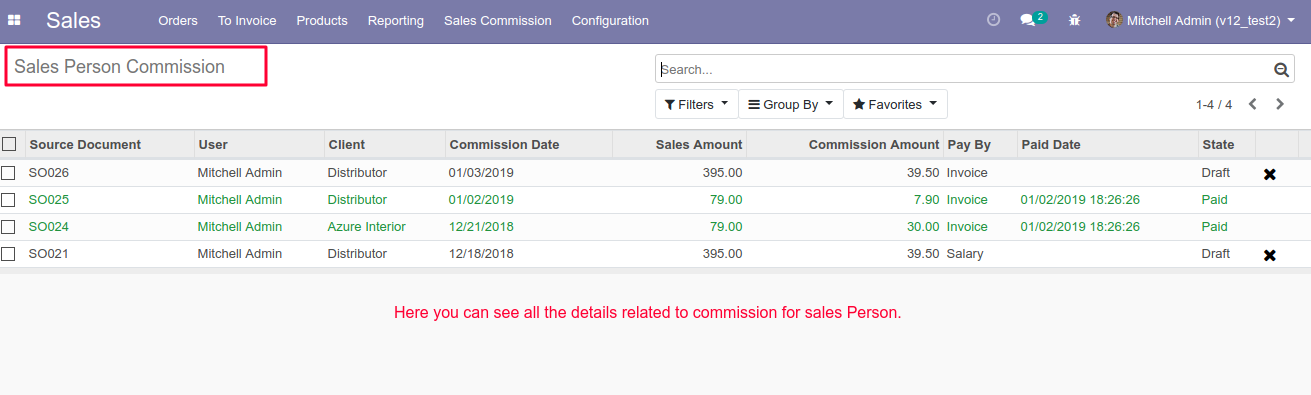 Sales Orders To Invoice Products Reporting Sales Commission Configuration 2 Mitchell Admin (v12_test2)
Sales Person Commission
Search...
Filters Group By Favorites 1-4 / 4
Source Document User Client Commission Date Sales Amount Commission Amount Pay By Paid Date State
SO026 Mitchell Admin Distributor 01/03/2019 395.00 39.50 Invoice Draft
SO025 Mitchell Admin Distributor 01/02/2019 79.00 7.90 Invoice 01/02/2019 18:26:26 Paid
SO024 Mitchell Admin Azure Interior 12/21/2018 79.00 30.00 Invoice 01/02/2019 18:26:26 Paid
SO021 Mitchell Admin Distributor 12/18/2018 395.00 39.50 Salary Draft
Here you can see all the details related to commission for sales Person.